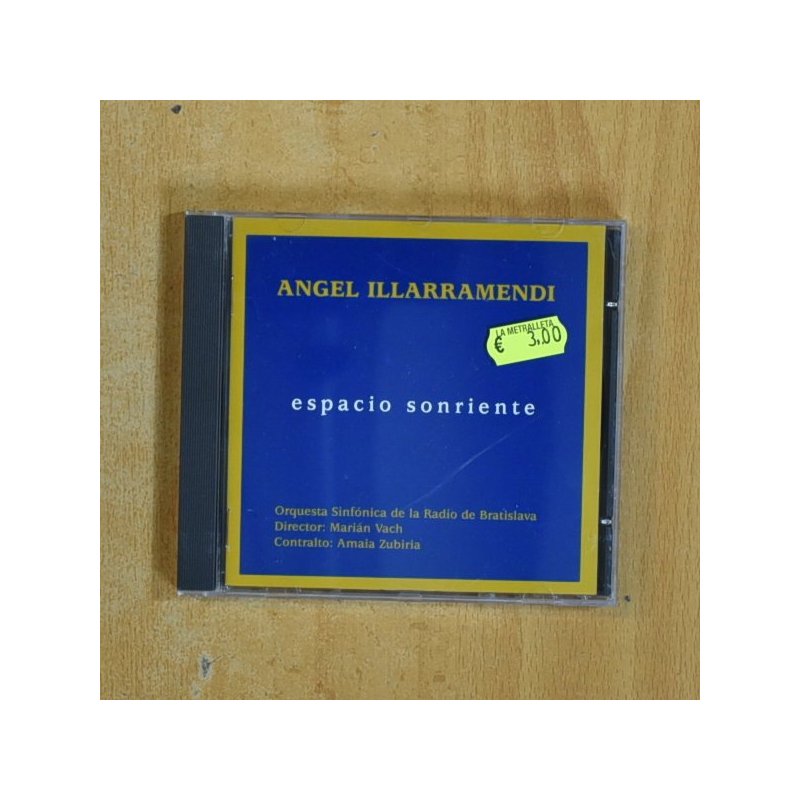 ANGEL ILLARRAMENDI
LA METRALLETA
€ 3,00
espacio sonriente
Orquesta Sinfónica de la Radio de Bratislava
Director: Marián Vach
Contralto: Amaia Zubiria